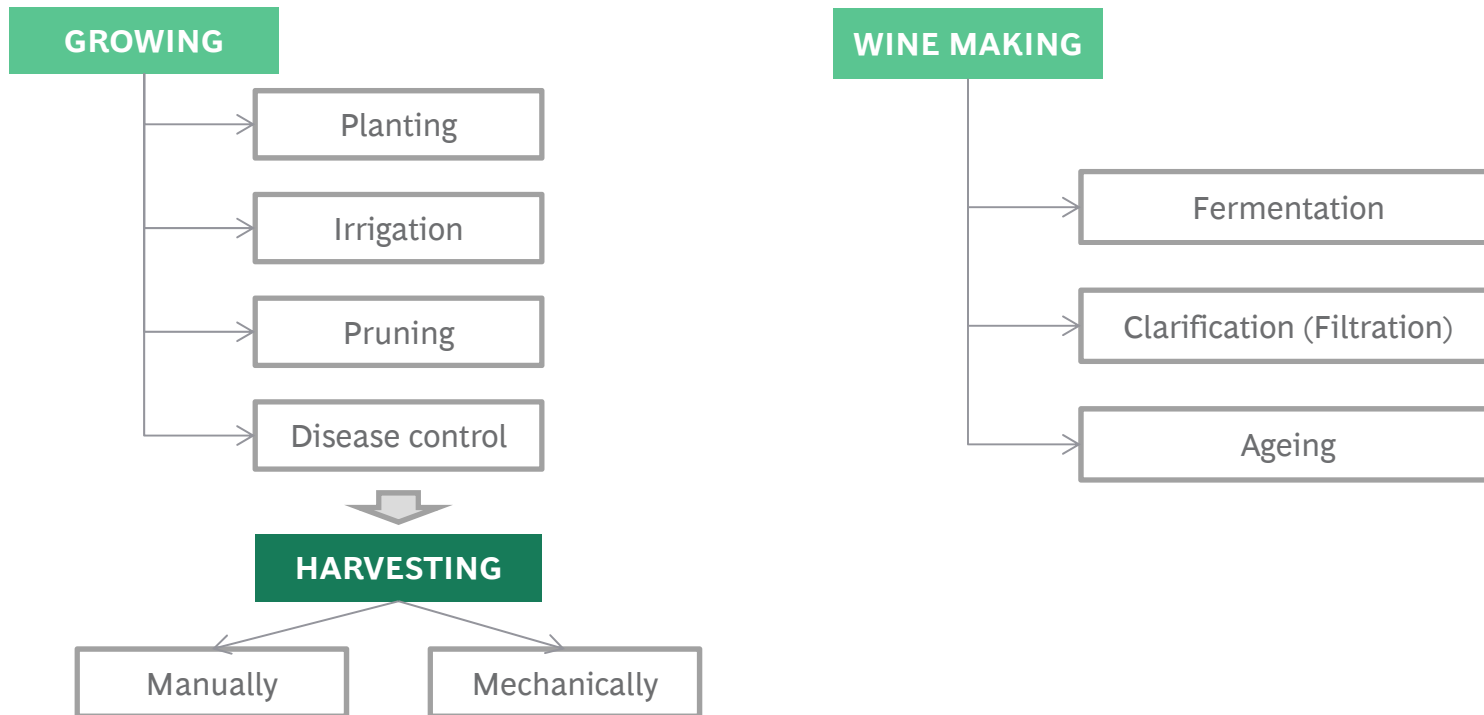 GROWING
Planting
Irrigation
Pruning
Disease control
HARVESTING
Manually
Mechanically
WINE MAKING
Fermentation
Clarification (Filtration)
Ageing